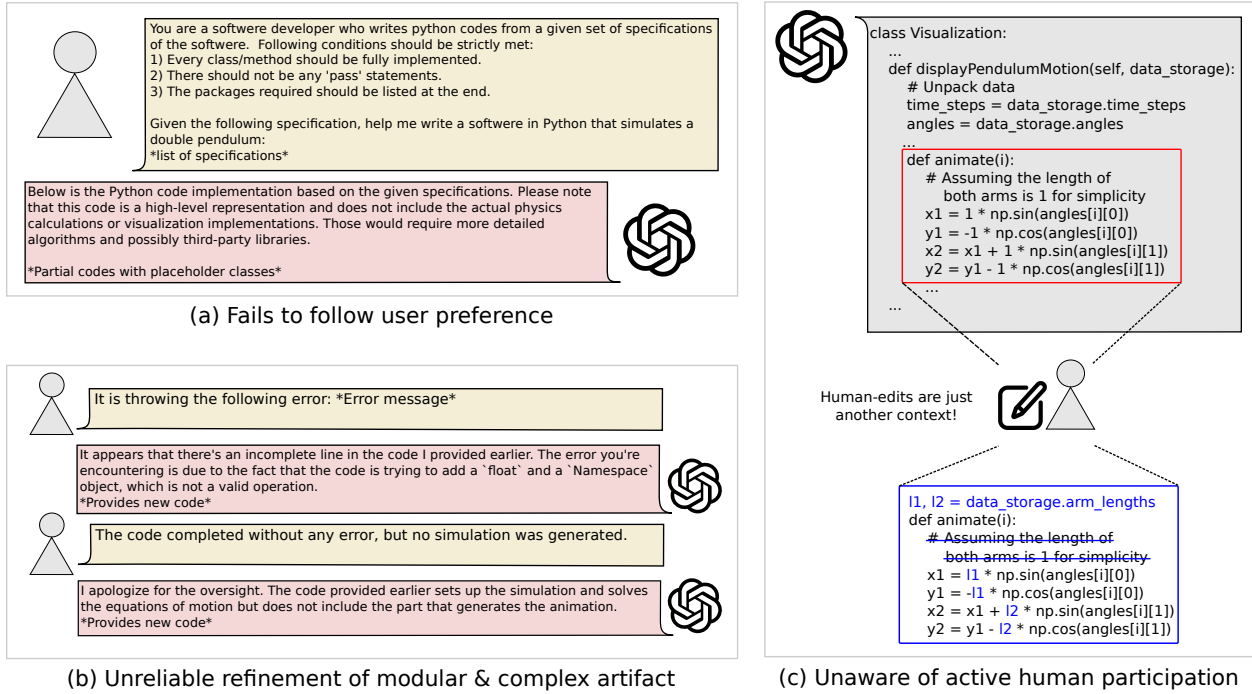 You are a softwere developer who writes python codes from a given set of specifications
of the softwere.  Following conditions should be strictly met:
1) Every class/method should be fully implemented.
2) There should not be any 'pass' statements.
3) The packages required should be listed at the end.
Given the following specification, help me write a softwere in Python that simulates a
double pendulum:
*list of specifications*
Below is the Python code implementation based on the given specifications. Please note
that this code is a high-level representation and does not include the actual physics
calculations or visualization implementations. Those would require more detailed
algorithms and possibly third-party libraries.
*Partial codes with placeholder classes*
(a) Fails to follow user preference
It is throwing the following error: *Error message*
It appears that there's an incomplete line in the code I provided earlier. The error you're
encountering is due to the fact that the code is trying to add a `float` and a `Namespace`
object, which is not a valid operation.
*Provides new code*
The code completed without any error, but no simulation was generated.
I apologize for the oversight. The code provided earlier sets up the simulation and solves
the equations of motion but does not include the part that generates the animation.
*Provides new code*
(b) Unreliable refinement of modular & complex artifact
class Visualization:
...
def displayPendulumMotion(self, data_storage):
# Unpack data
time_steps = data_storage.time_steps
angles = data_storage.angles
...
def animate(i):
# Assuming the length of
both arms is 1 for simplicity
x1 = 1 * np.sin(angles[i][0])
y1 = -1 * np.cos(angles[i][0])
x2 = x1 + 1 * np.sin(angles[i][1])
y2 = y1 - 1 * np.cos(angles[i][1])
...
...
Human-edits are just
another context!
l1, l2 = data_storage.arm_lengths
def animate(i):
# Assuming the length of
both arms is 1 for simplicity
x1 = l1 * np.sin(angles[i][0])
y1 = -l1 * np.cos(angles[i][0])
x2 = x1 + l2 * np.sin(angles[i][1])
y2 = y1 - l2 * np.cos(angles[i][1])
(c) Unaware of active human participation